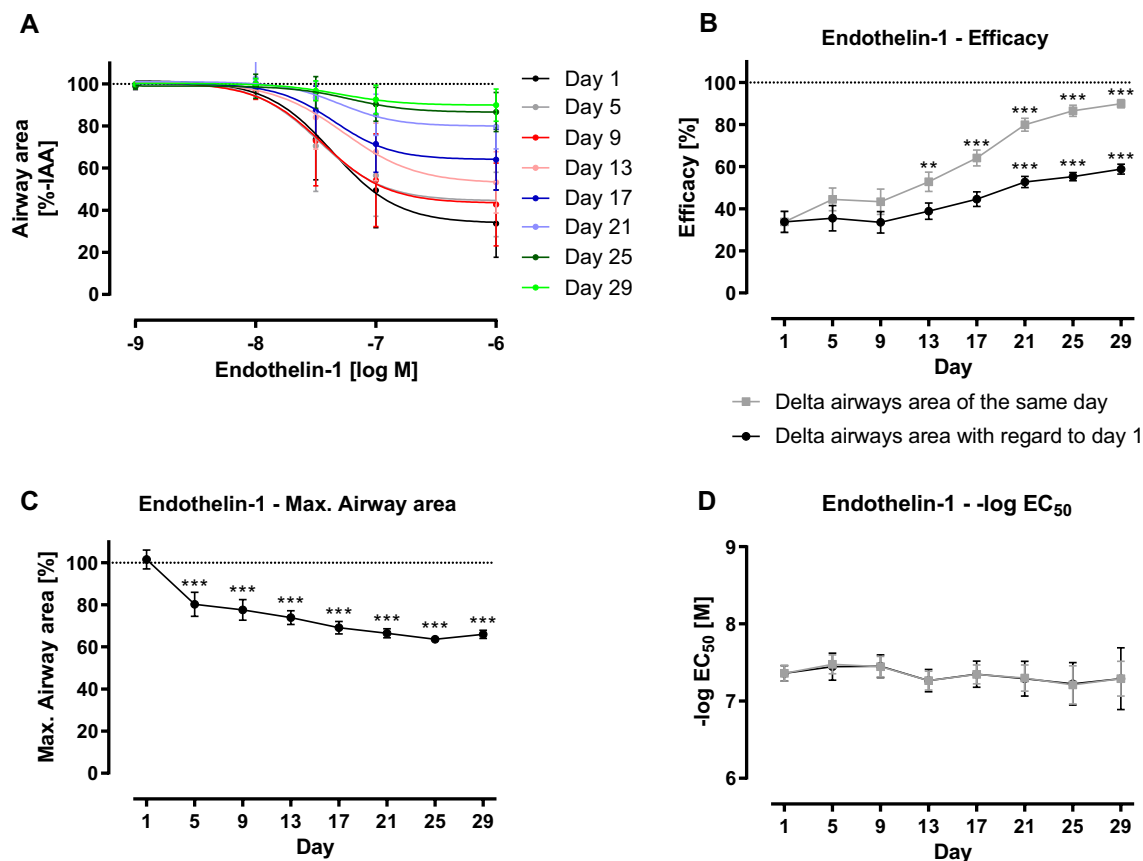 A
Airway area
[%-IAA]
100
80
60
40
20
0
-9
-8
-7
-6
Endothelin-1 [log M]
Day 1
Day 5
Day 9
Day 13
Day 17
Day 21
Day 25
Day 29
B
Endothelin-1 - Efficacy
Efficacy [%]
100
80
60
40
20
0
**
***
***
***
***
***
***
***
1
5
9
13
17
21
25
29
Day
Delta airways area of the same day
Delta airways area with regard to day 1
C
Endothelin-1 - Max. Airway area
Max. Airway area [%]
100
80
60
40
20
0
***
***
***
***
***
***
***
1
5
9
13
17
21
25
29
Day
D
Endothelin-1 - -log EC50
-log EC50 [M]
9
8
7
6
1
5
9
13
17
21
25
29
Day